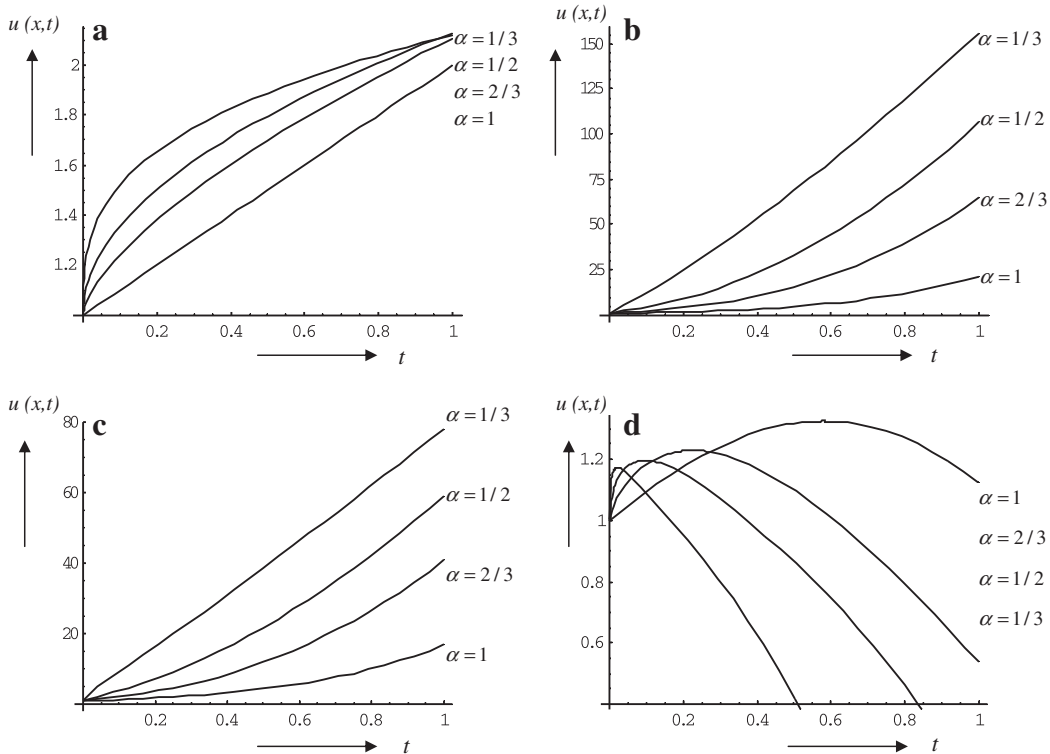 u (x,t)
a
2
1.8
1.6
1.4
1.2
0.2
0.4
0.6
0.8
1
t
α = 1 / 3
α = 1 / 2
α = 2 / 3
α = 1
b
150
125
100
75
50
25
0.2
0.4
0.6
0.8
1
t
α = 1 / 3
α = 1 / 2
α = 2 / 3
α = 1
u (x,t)
c
80
60
40
20
0.2
0.4
0.6
0.8
1
t
α = 1 / 3
α = 1 / 2
α = 2 / 3
α = 1
u (x,t)
d
1.2
1
0.8
0.6
0.2
0.4
0.6
0.8
1
t
α = 1
α = 2 / 3
α = 1 / 2
α = 1 / 3